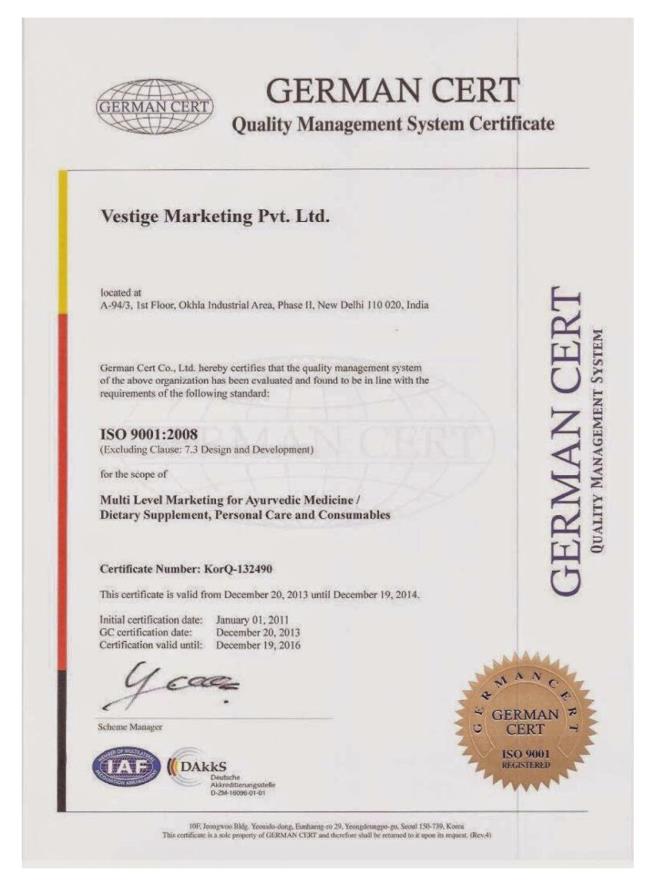 GERMAN CERT
GERMAN CERT
Quality Management System Certificate
Vestige Marketing Pvt. Ltd.
located at
A-94/3, 1st Floor, Okhla Industrial Area, Phase II, New Delhi 110 020, India
German Cert Co., Ltd. hereby certifies that the quality management system
of the above organization has been evaluated and found to be in line with the
requirements of the following standard:
GERMAN CERT
ISO 9001:2008
(Excluding Clause: 7.3 Design and Development)
for the scope of
Multi Level Marketing for Ayurvedic Medicine /
Dietary Supplement, Personal Care and Consumables
Certificate Number: KorQ-132490
This certificate is valid from December 20, 2013 until December 19, 2014.
Initial certification date: January 01, 2011
GC certification date: December 20, 2013
Certification valid until: December 19, 2016
Scheme Manager
IAF
DAkkS
Deutsche
Akkreditierungsstelle
D-ZM-16096-01-01
GERMAN CERT
QUALITY MANAGEMENT SYSTEM
GERMANCERT
GERMAN
CERT
ISO 9001
REGISTERED
10F, Jeongwoo Bldg. Yeouido-dong, Eunhaeng-ro 29, Yeongdeungpo-gu, Seoul 150-739, Korea
This certificate is a sole property of GERMAN CERT and therefore shall be returned to it upon its request. (Rev.4)